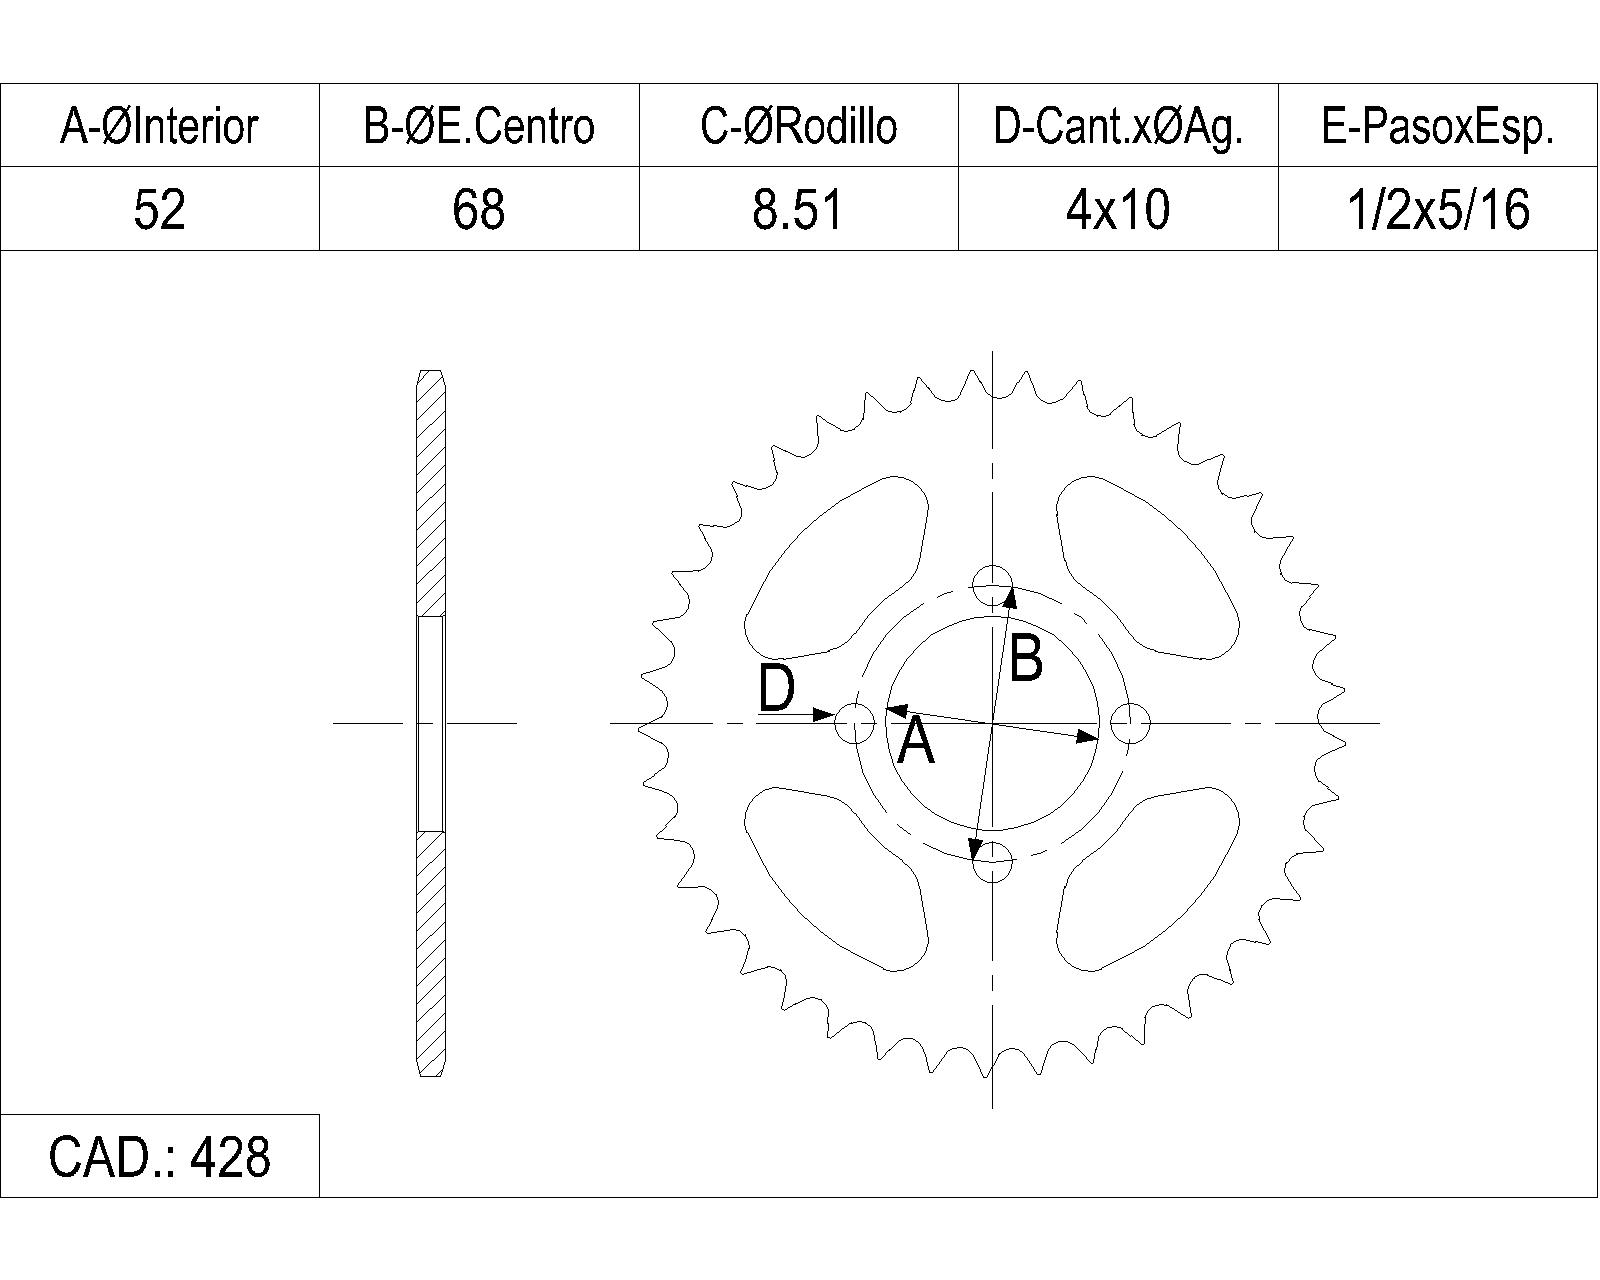 A-ØInterior B-ØE.Centro C-ØRodillo D-Cant.xØAg. E-PasoxEsp.
52 68 8.51 4x10 1/2x5/16
B
D
A
CAD.: 428